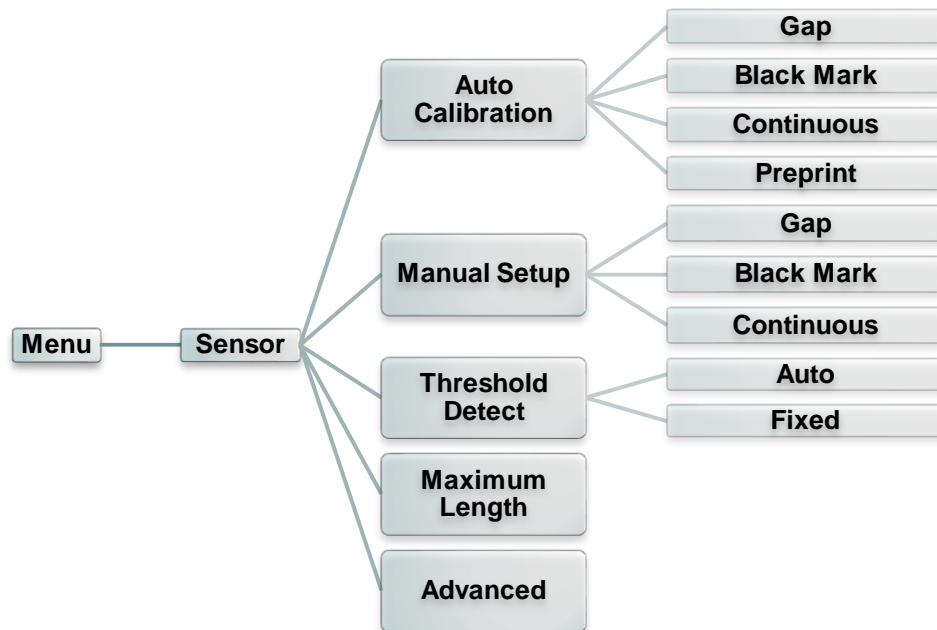 Menu
Sensor
Auto
Calibration
Gap
Black Mark
Continuous
Preprint
Manual Setup
Gap
Black Mark
Continuous
Threshold
Detect
Auto
Fixed
Maximum
Length
Advanced